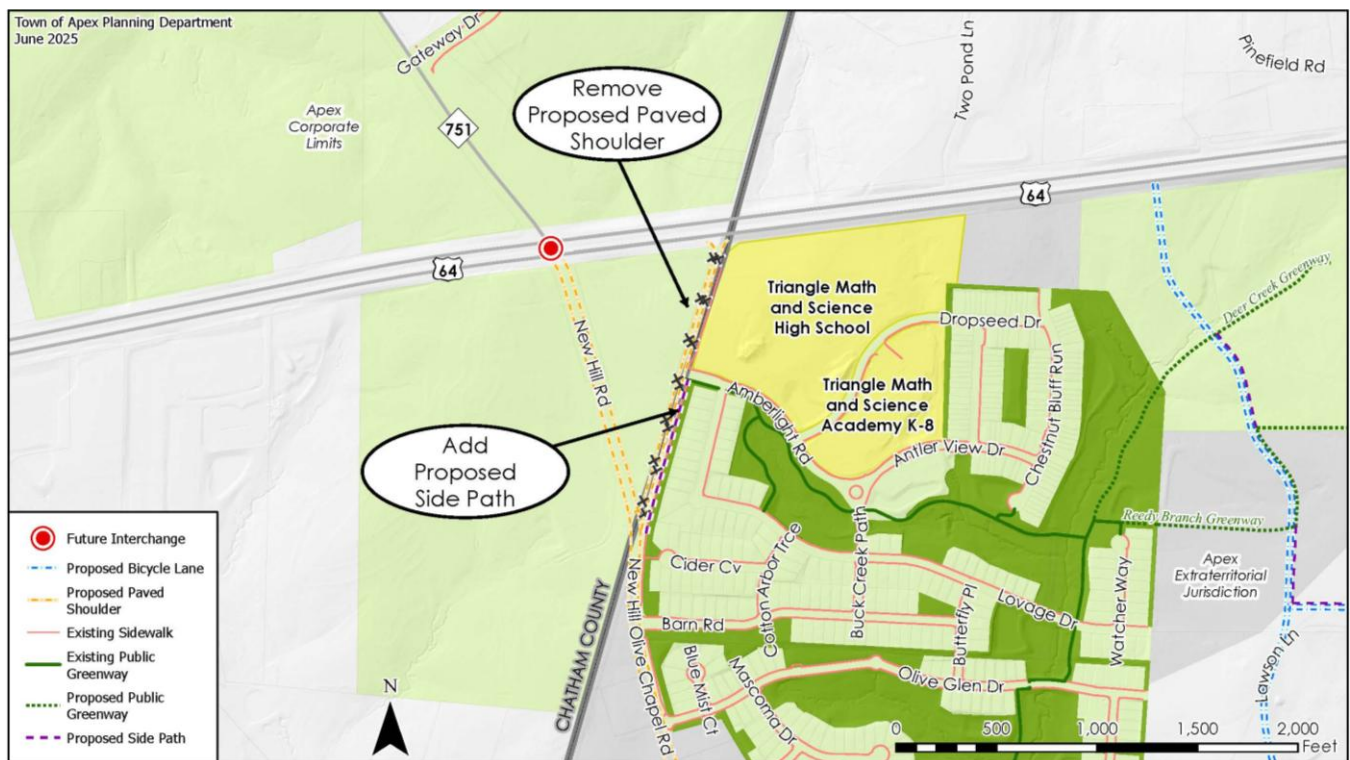 Town of Apex Planning Department
June 2025
Gateway Dr
Apex
Corporate
Limits
751
Remove
Proposed Paved
Shoulder
Two Pond Ln
Pinefield Rd
64
64
New Hill Rd
Triangle Math
and Science
High School
Dropseed Dr
Deer Creek Greenway
Triangle Math
and Science
Academy K-8
Amberlight Rd
Antler View Dr
Chestnut Bluff Run
Add
Proposed
Side Path
Reedy Branch Greenway
Cider Cv
Cotton Arbor Trce
Buck Creek Path
Butterfly Pl
Lovage Dr
Watcher Way
Apex
Extraterritorial
Jurisdiction
Barn Rd
New Hill Olive Chapel Rd
Blue Mist Ct
Mascoma Dr
Olive Glen Dr
Lawson Ln
CHATHAM COUNTY
Future Interchange
Proposed Bicycle Lane
Proposed Paved
Shoulder
Existing Sidewalk
Existing Public
Greenway
Proposed Public
Greenway
Proposed Side Path
N
0 500 1,000 1,500 2,000
Feet